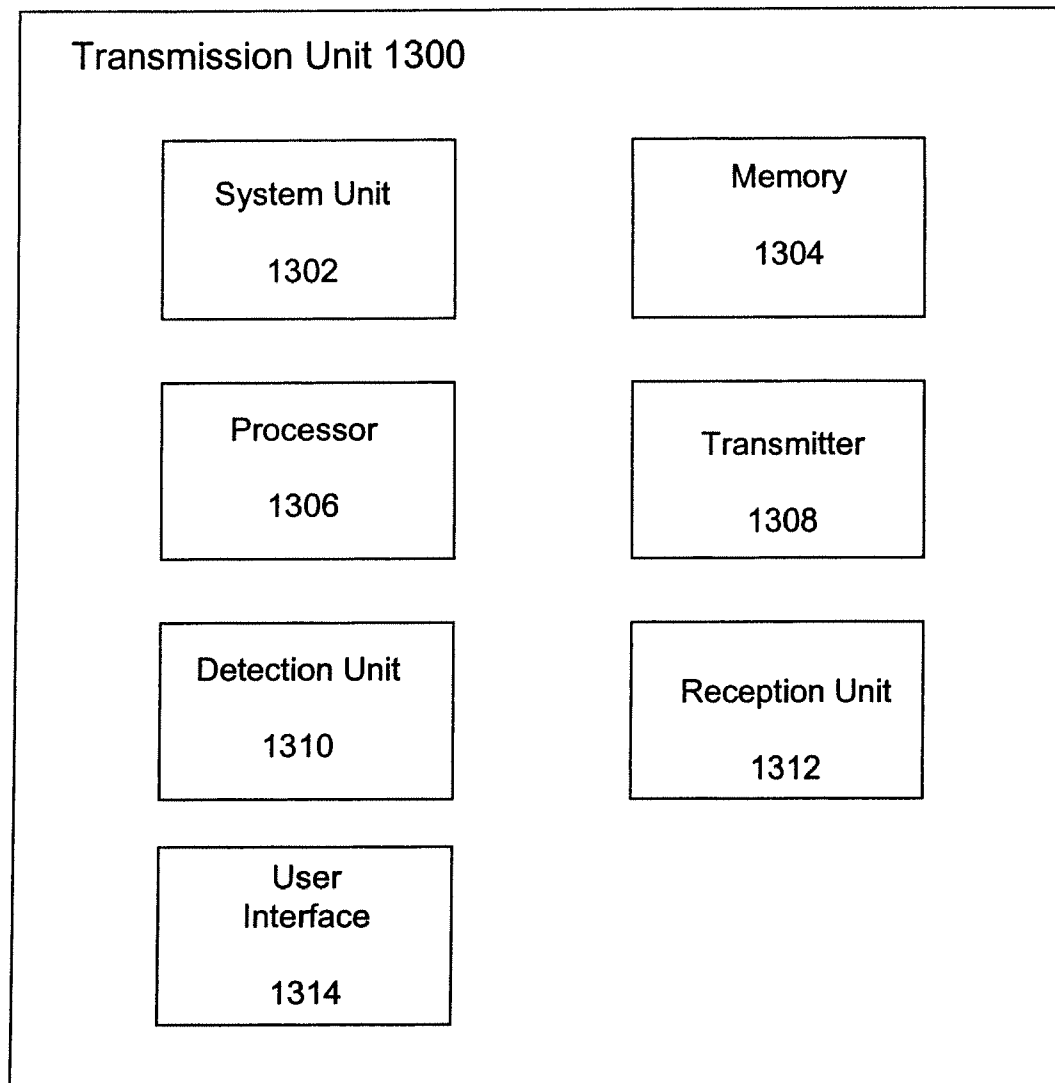 Transmission Unit 1300
System Unit
1302
Memory
1304
Processor
1306
Transmitter
1308
Detection Unit
1310
Reception Unit
1312
User
Interface
1314